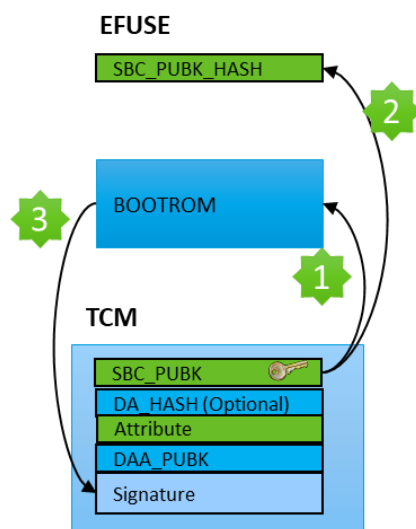 EFUSE
SBC_PUBK_HASH
2
BOOTROM
3
1
TCM
SBC_PUBK
DA_HASH (Optional)
Attribute
DAA_PUBK
Signature